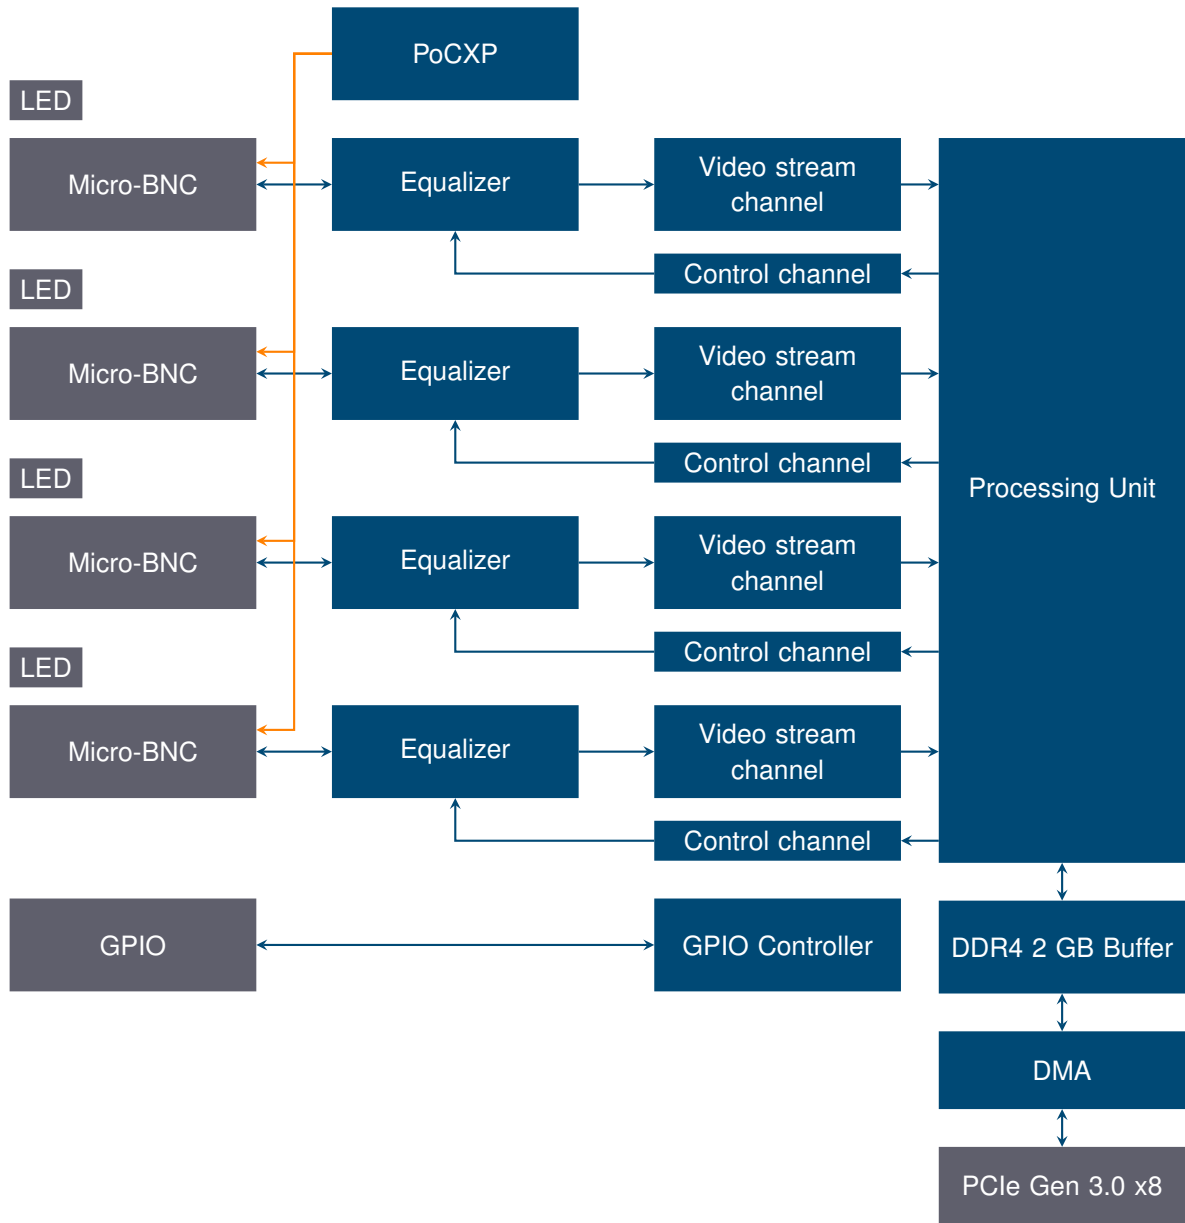 PoCXP
LED
Micro-BNC
Equalizer
Video stream
channel
Control channel
LED
Micro-BNC
Equalizer
Video stream
channel
Control channel
Processing Unit
LED
Micro-BNC
Equalizer
Video stream
channel
Control channel
LED
Micro-BNC
Equalizer
Video stream
channel
Control channel
GPIO
GPIO Controller
DDR4 2 GB Buffer
DMA
PCIe Gen 3.0 x8